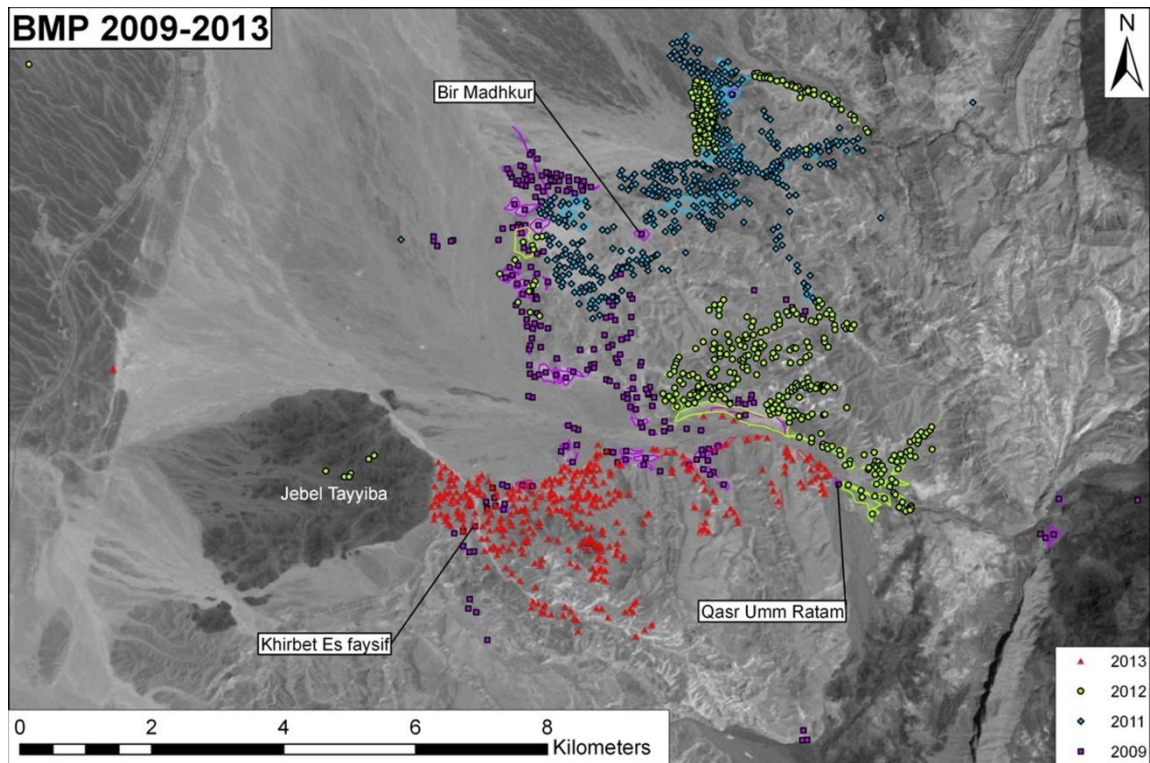 BMP 2009-2013
N
Bir Madhkur
Jebel Tayyiba
Qasr Umm Ratam
Khirbet Es faysif
2013
2012
2011
2009
0 2 4 6 8
Kilometers